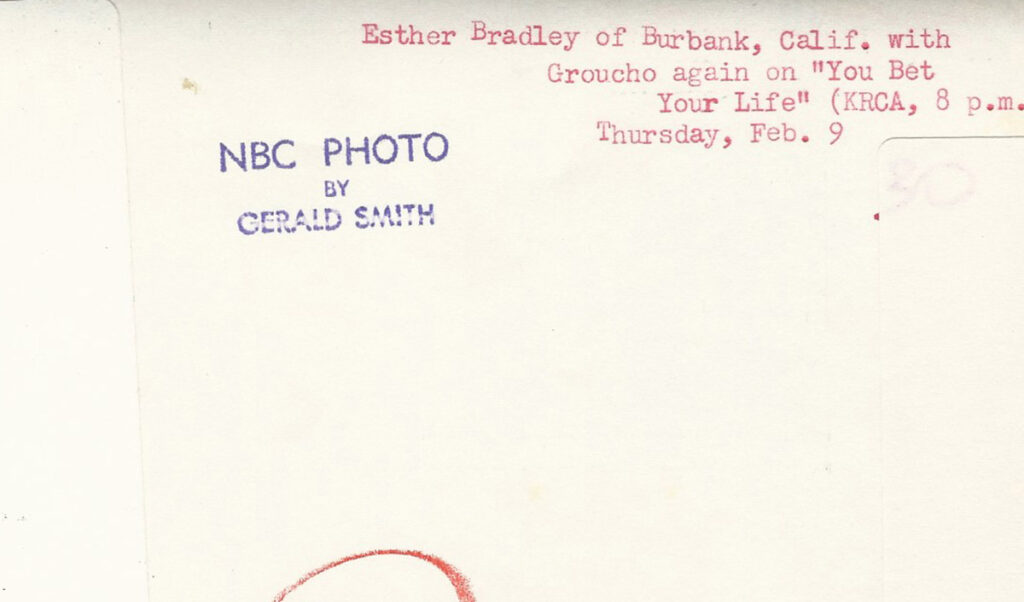 Esther Bradley of Burbank, Calif. with
Groucho again on "You Bet
Your Life" (KRCA, 8 p.m.
Thursday, Feb. 9
NBC PHOTO
BY
GERALD SMITH
30